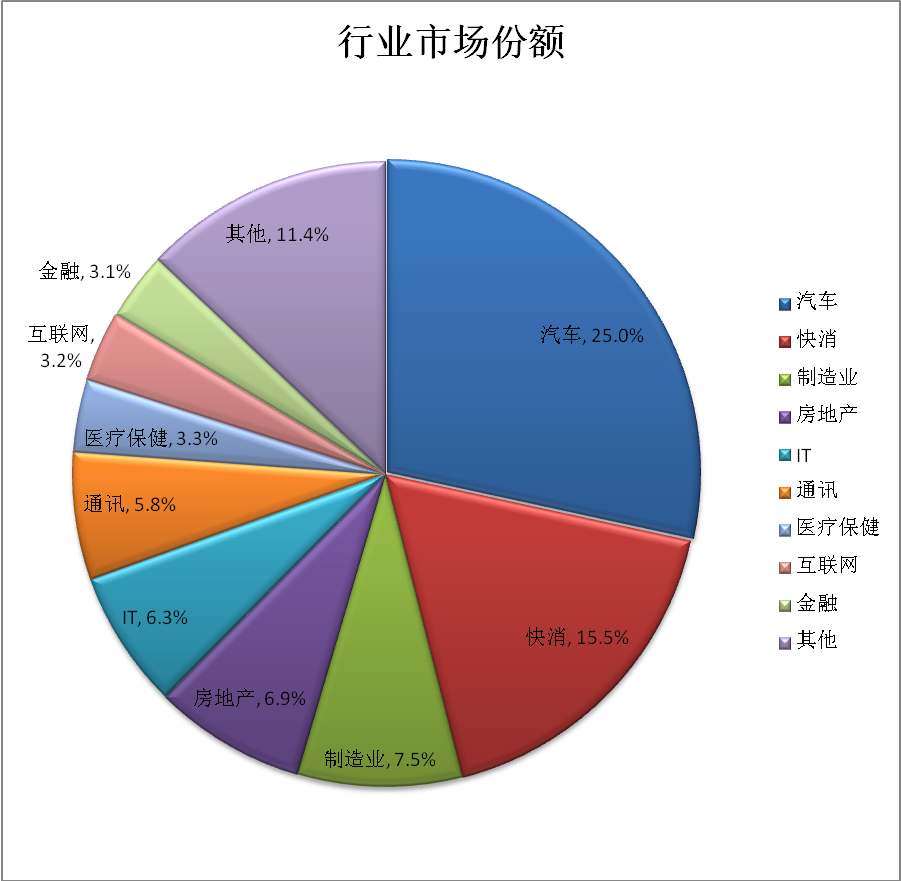 行业市场份额
其他, 11.4%
金融, 3.1%
互联网,
3.2%
医疗保健, 3.3%
通讯, 5.8%
IT, 6.3%
房地产, 6.9%
制造业, 7.5%
快消, 15.5%
汽车, 25.0%
汽车
快消
制造业
房地产
IT
通讯
医疗保健
互联网
金融
其他